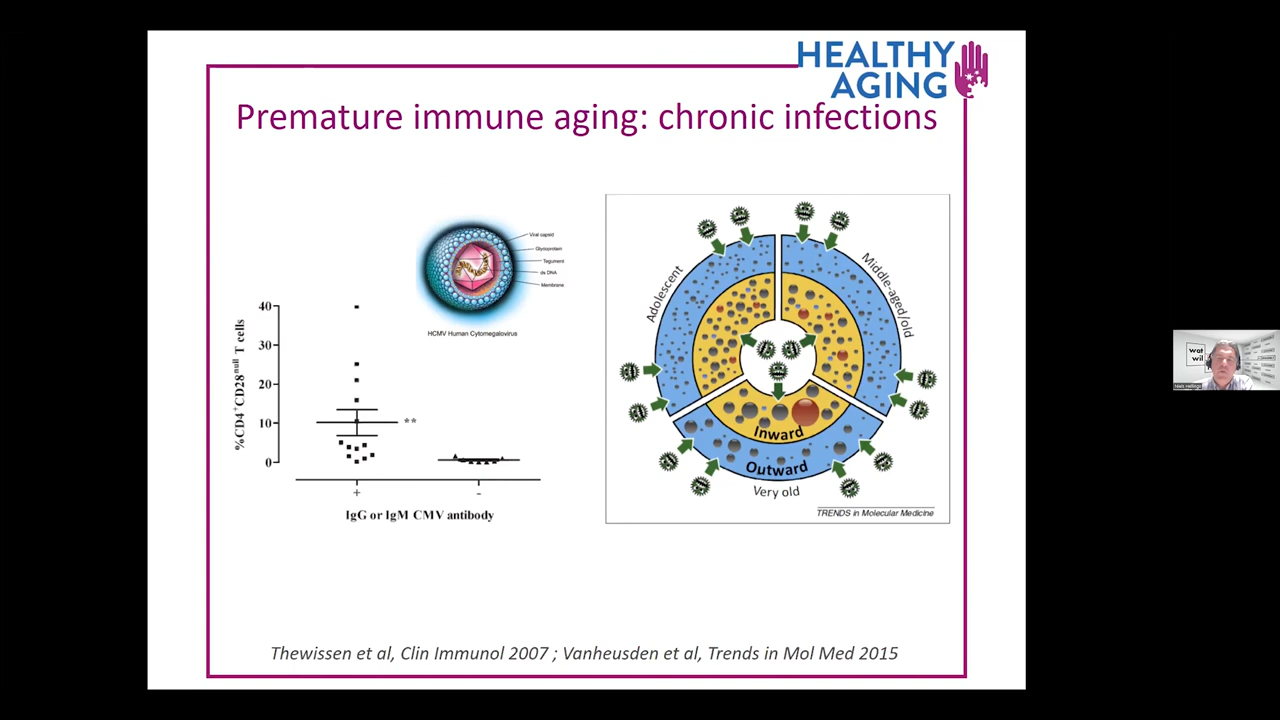 HEALTHY
AGING
Premature immune aging: chronic infections
Viral capsid
Glycoprotein
Tegument
ds DNA
Membrane
HCMV Human Cytomegalovirus
%CD4⁺CD28ⁿᵘˡˡ T cells
40
30
20
10
0
**
+
-
IgG or IgM CMV antibody
Adolescent
Middle-aged/old
Inward
Outward
Very old
TRENDS in Molecular Medicine
Thewissen et al, Clin Immunol 2007 ; Vanheusden et al, Trends in Mol Med 2015
wat
wil